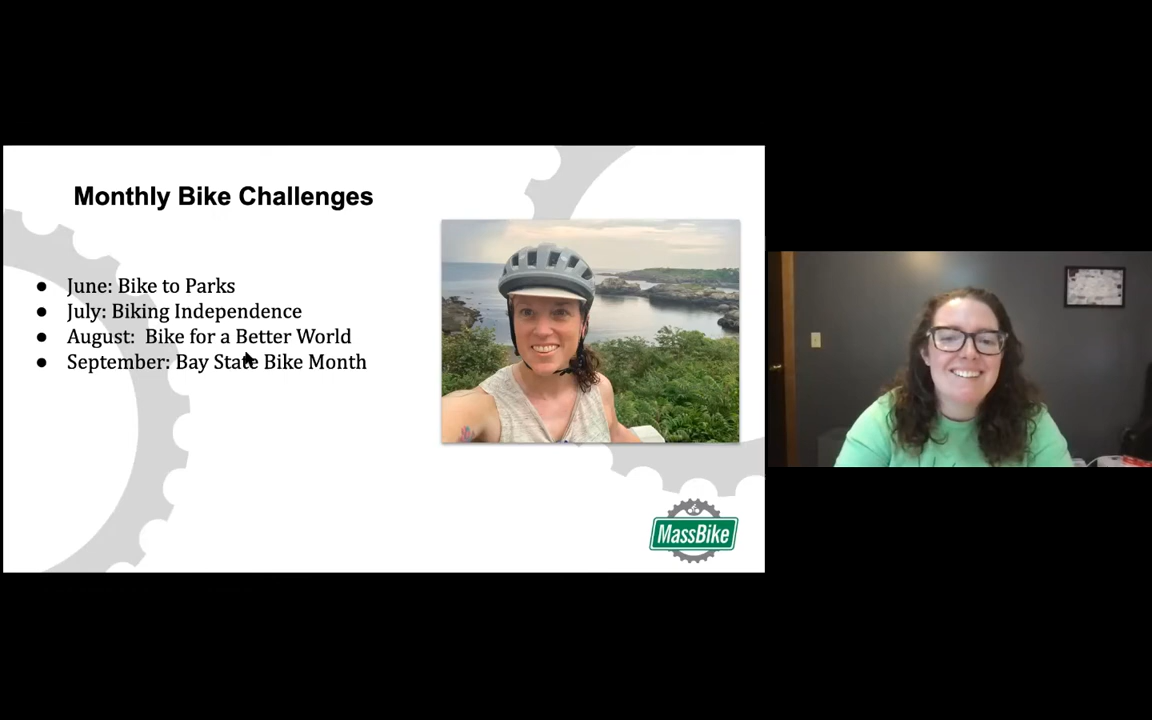 Monthly Bike Challenges
● June: Bike to Parks
● July: Biking Independence
● August:  Bike for a Better World
● September: Bay State Bike Month
MassBike